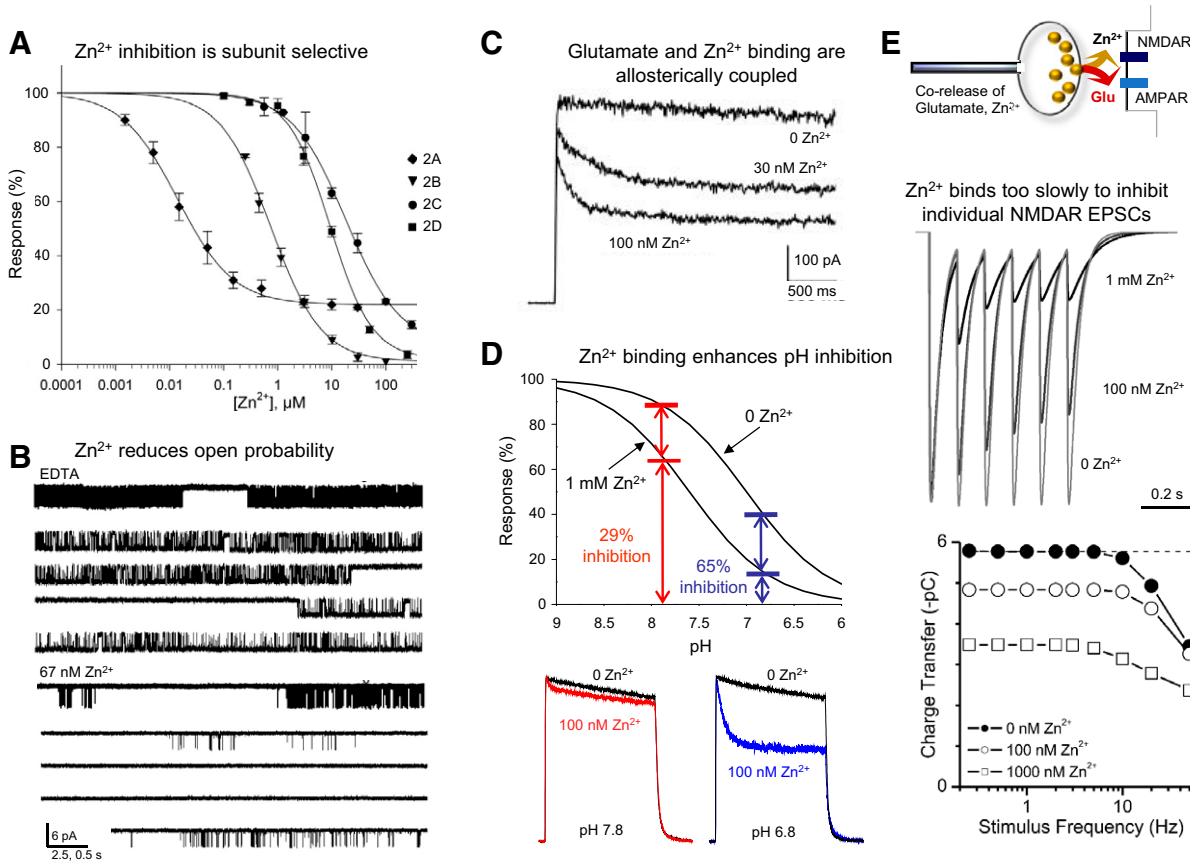 A
Zn2+ inhibition is subunit selective
Response (%)
100
80
60
40
20
0
2A
2B
2C
2D
0.0001 0.001 0.01 0.1 1 10 100
[Zn2+], µM
B
Zn2+ reduces open probability
EDTA
67 nM Zn2+
6 pA
2.5, 0.5 s
C
Glutamate and Zn2+ binding are
allosterically coupled
0 Zn2+
30 nM Zn2+
100 nM Zn2+
100 pA
500 ms
D
Zn2+ binding enhances pH inhibition
Response (%)
100
80
60
40
20
0
0 Zn2+
1 mM Zn2+
29%
inhibition
65%
inhibition
9 8.5 8 7.5 7 6.5 6
pH
0 Zn2+
100 nM Zn2+
pH 7.8
0 Zn2+
100 nM Zn2+
pH 6.8
E
Zn2+
NMDAR
Co-release of
Glutamate, Zn2+
Glu
AMPAR
Zn2+ binds too slowly to inhibit
individual NMDAR EPSCs
1 mM Zn2+
100 nM Zn2+
0 Zn2+
0.2 s
Charge Transfer (-pC)
6
0
0 nM Zn2+
100 nM Zn2+
1000 nM Zn2+
1 10
Stimulus Frequency (Hz)